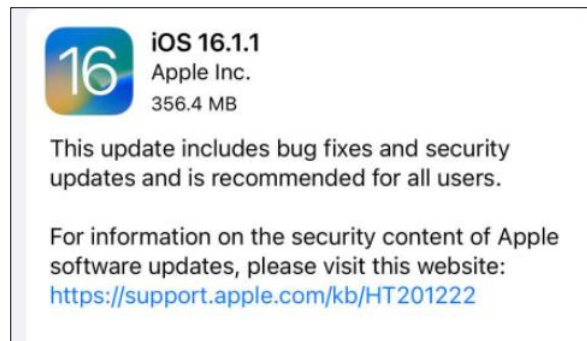 16
iOS 16.1.1
Apple Inc.
356.4 MB
This update includes bug fixes and security
updates and is recommended for all users.
For information on the security content of Apple
software updates, please visit this website:
https://support.apple.com/kb/HT201222